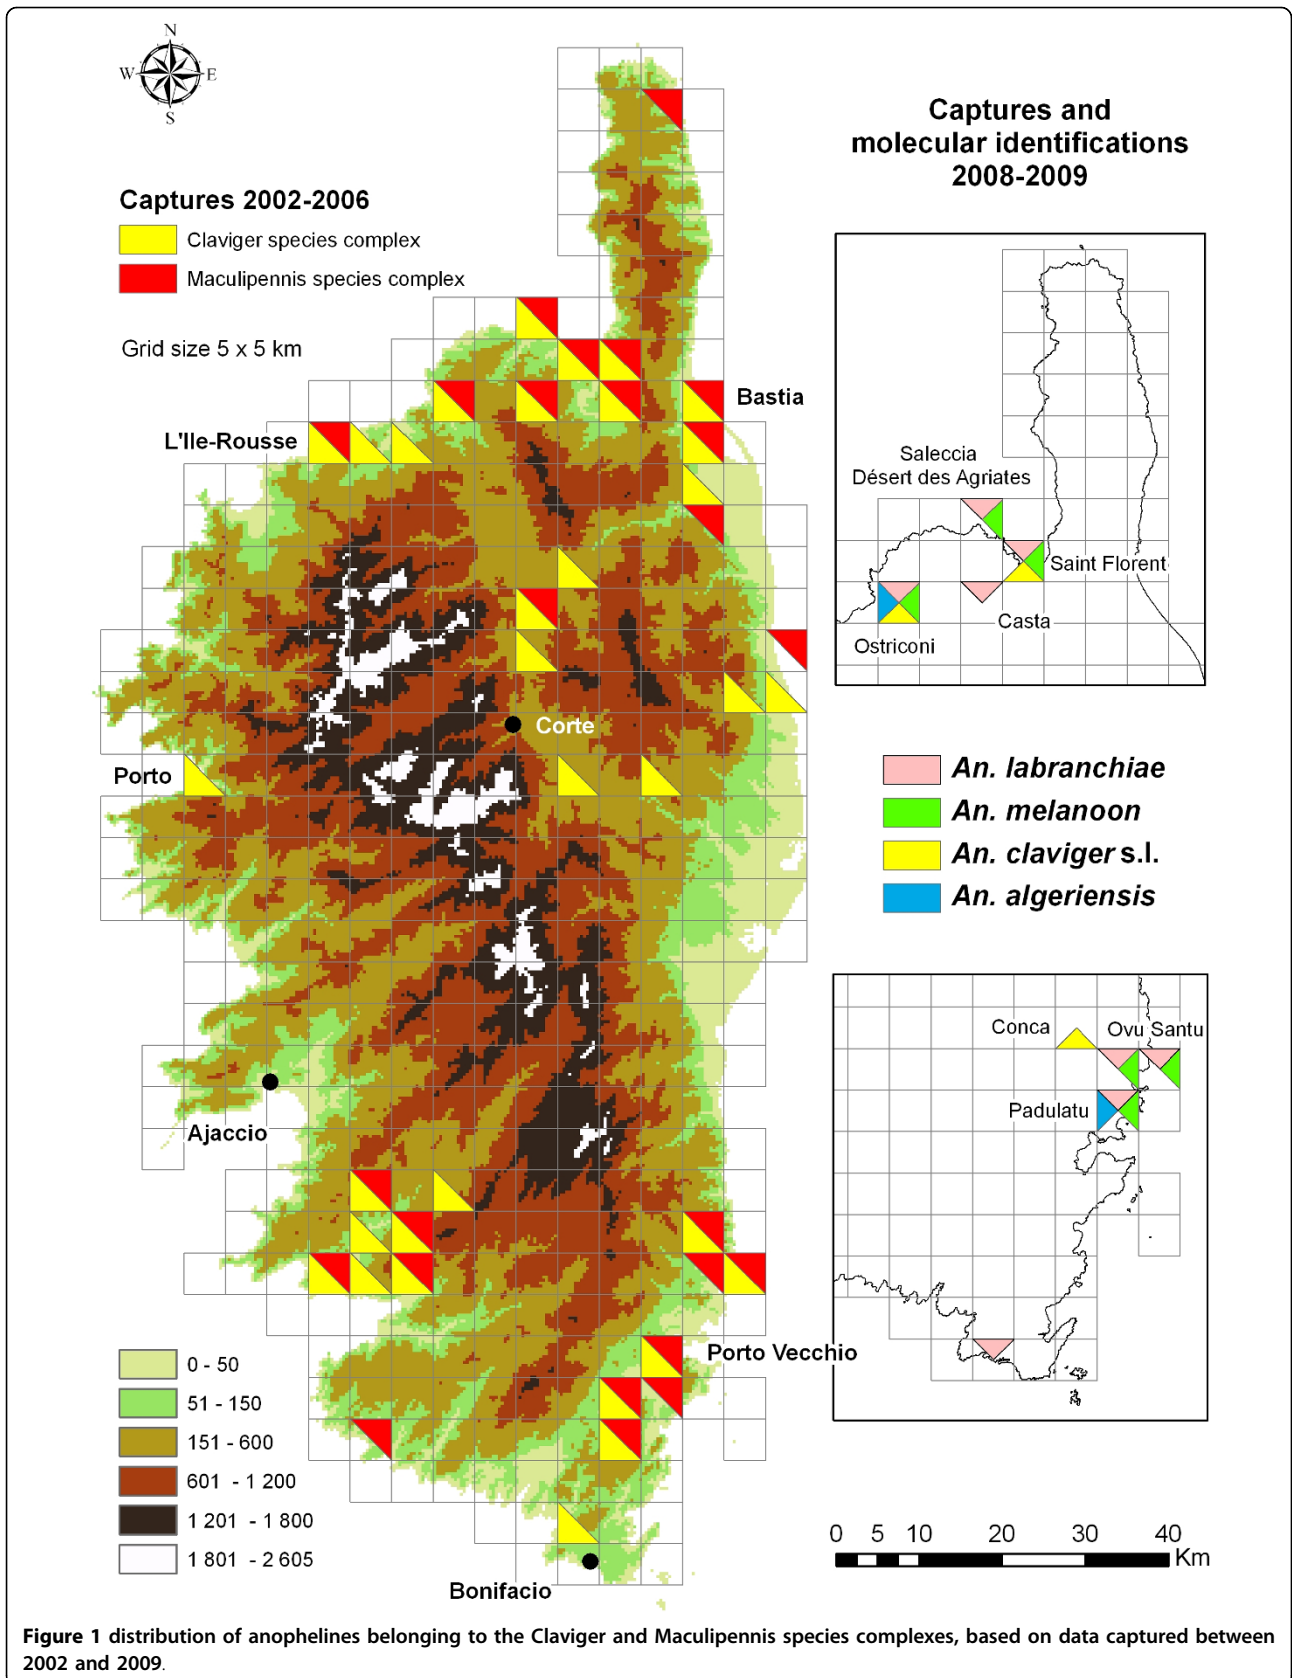 N
W E
S
Captures 2002-2006
Claviger species complex
Maculipennis species complex
Grid size 5 x 5 km
Bastia
L'Ile-Rousse
Corte
Porto
Ajaccio
Porto Vecchio
Bonifacio
0 - 50
51 - 150
151 - 600
601 - 1 200
1 201 - 1 800
1 801 - 2 605
Captures and
molecular identifications
2008-2009
Saleccia
Désert des Agriates
Saint Florent
Casta
Ostriconi
An. labranchiae
An. melanoon
An. claviger s.l.
An. algeriensis
Conca
Ovu Santu
Padulatu
0 5 10 20 30 40
Km
Figure 1 distribution of anophelines belonging to the Claviger and Maculipennis species complexes, based on data captured between
2002 and 2009.